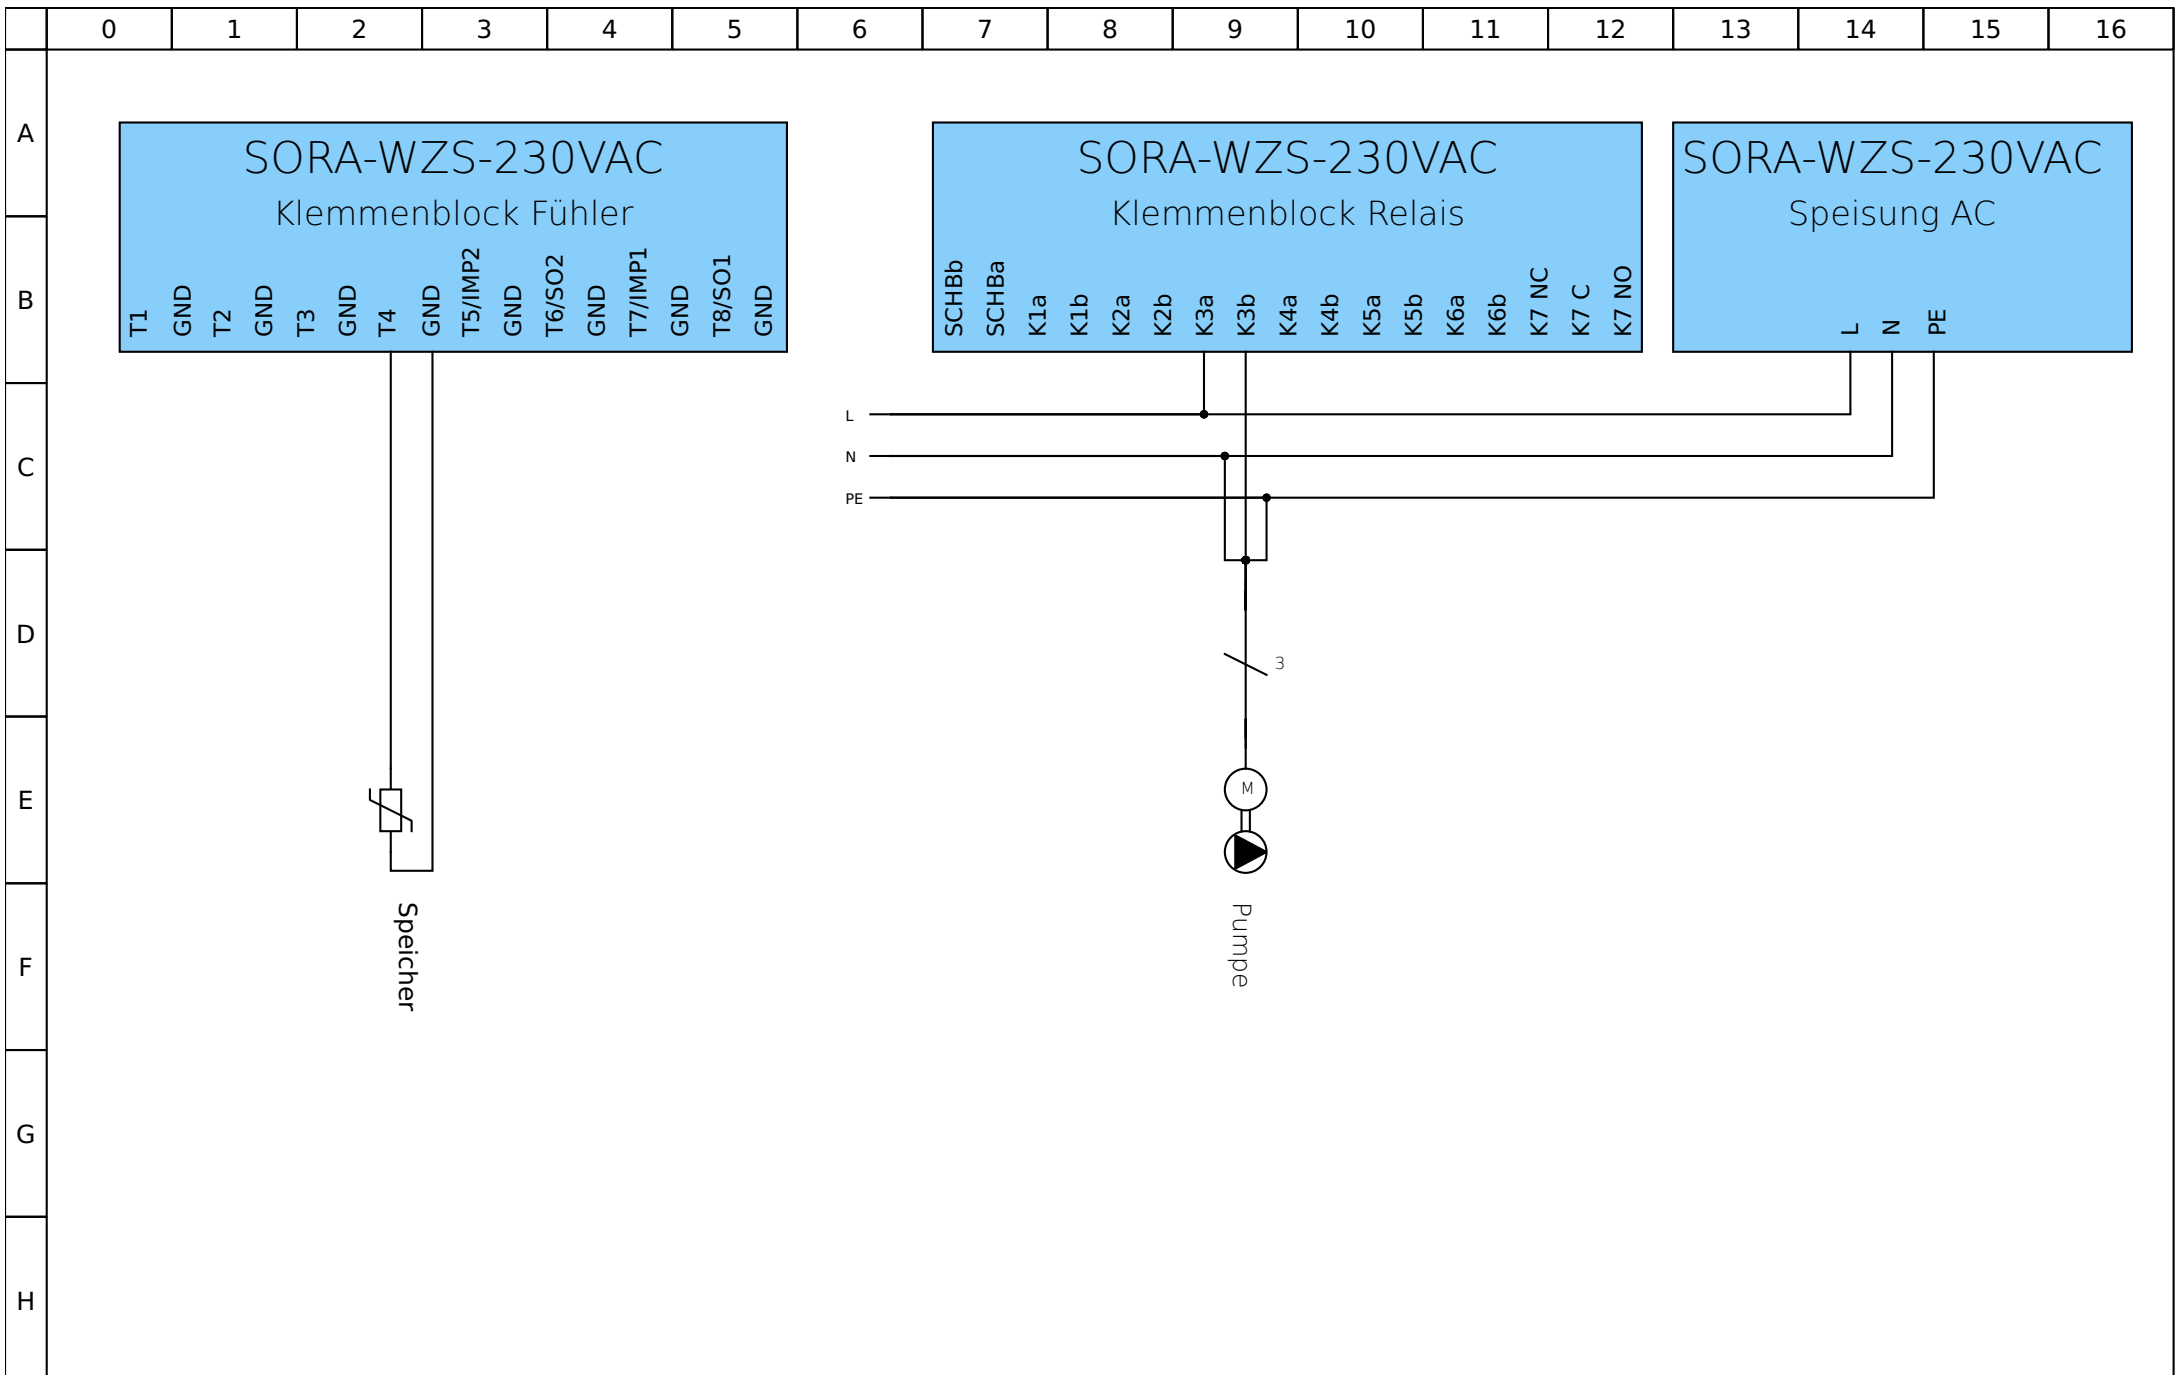 0 1 2 3 4 5 6 7 8 9 10 11 12 13 14 15 16
A
B
C
D
E
F
G
H
SORA-WZS-230VAC
Klemmenblock Fühler
T1 GND T2 GND T3 GND T4 GND T5/IMP2 GND T6/SO2 GND T7/IMP1 GND T8/SO1 GND
SORA-WZS-230VAC
Klemmenblock Relais
SCHBb SCHBa K1a K1b K2a K2b K3a K3b K4a K4b K5a K5b K6a K6b K7 NC K7 C K7 NO
SORA-WZS-230VAC
Speisung AC
L N PE
L
N
PE
3
M
Speicher
Pumpe